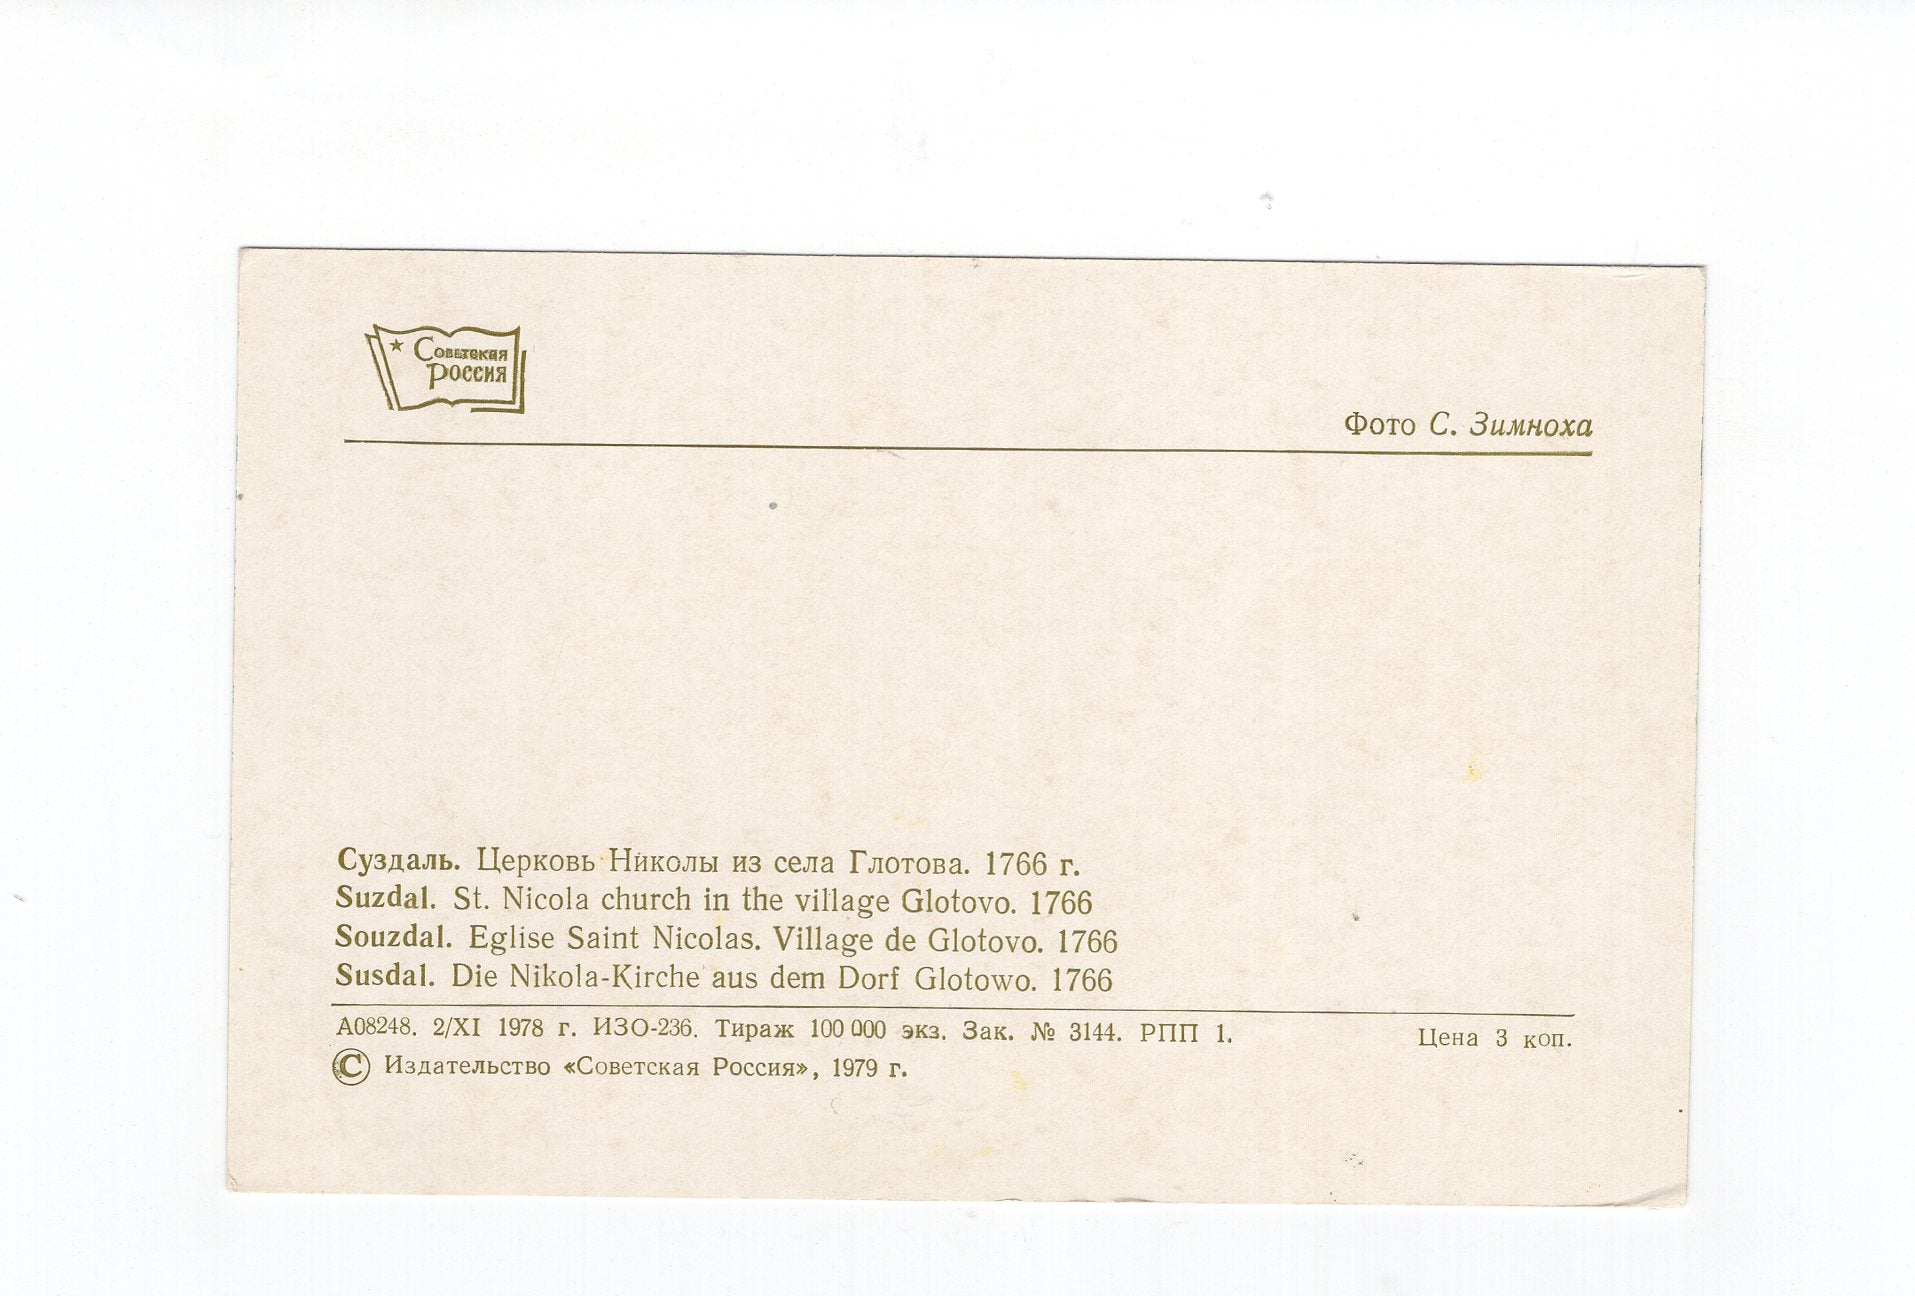 Советская
Россия
Фото С. Зимноха
Суздаль. Церковь Николы из села Глотова. 1766 г.
Suzdal. St. Nicola church in the village Glotovo. 1766
Souzdal. Eglise Saint Nicolas. Village de Glotovo. 1766
Susdal. Die Nikola-Kirche aus dem Dorf Glotowo. 1766
А08248. 2/XI 1978 г. ИЗО-236. Тираж 100 000 экз. Зак. № 3144. РПП 1. Цена 3 коп.
© Издательство «Советская Россия», 1979 г.